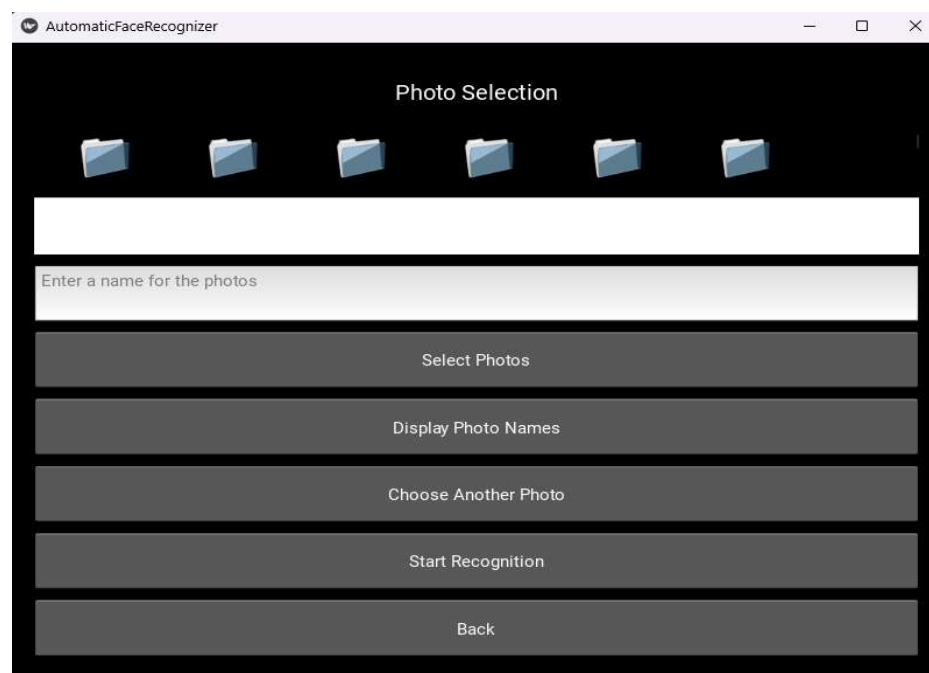 AutomaticFaceRecognizer
Photo Selection
Enter a name for the photos
Select Photos
Display Photo Names
Choose Another Photo
Start Recognition
Back